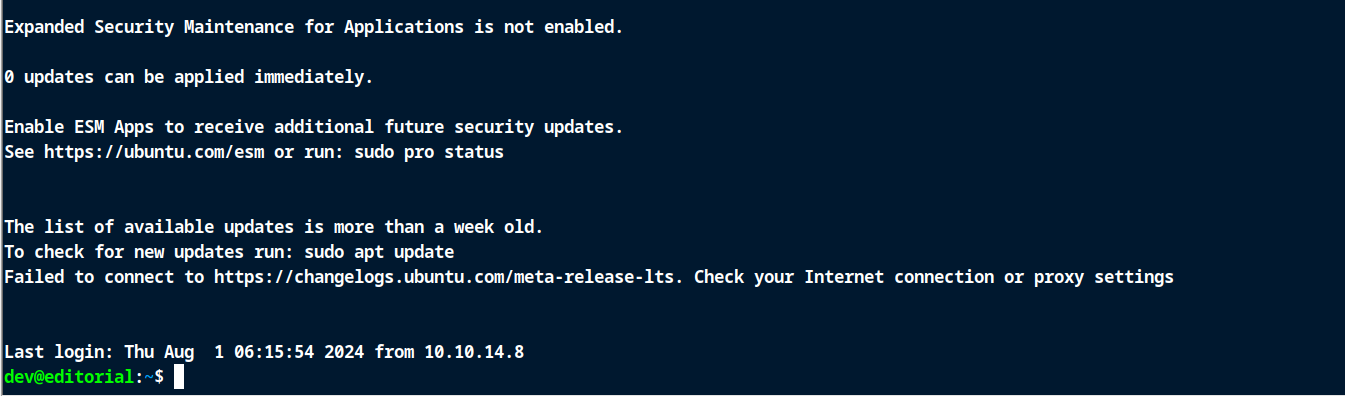 Expanded Security Maintenance for Applications is not enabled.
0 updates can be applied immediately.
Enable ESM Apps to receive additional future security updates.
See https://ubuntu.com/esm or run: sudo pro status
The list of available updates is more than a week old.
To check for new updates run: sudo apt update
Failed to connect to https://changelogs.ubuntu.com/meta-release-lts. Check your Internet connection or proxy settings
Last login: Thu Aug  1 06:15:54 2024 from 10.10.14.8
dev@editorial:~$